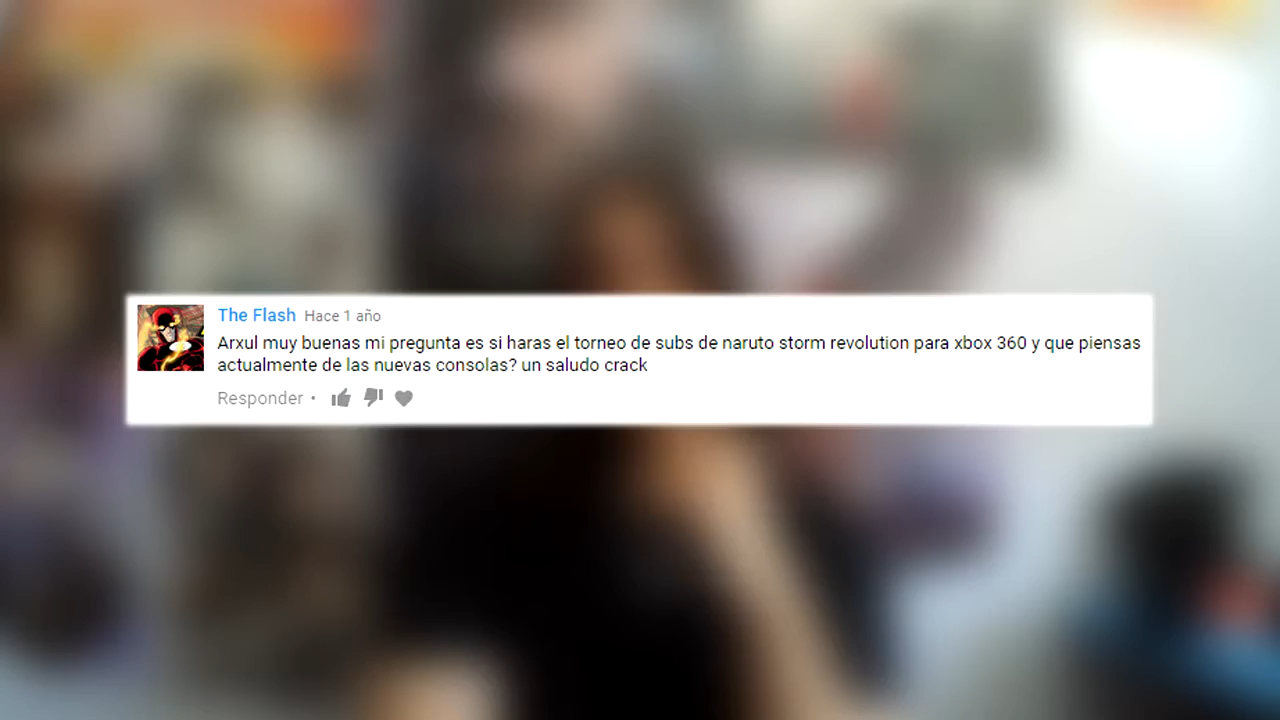 The Flash Hace 1 año
Arxul muy buenas mi pregunta es si haras el torneo de subs de naruto storm revolution para xbox 360 y que piensas
actualmente de las nuevas consolas? un saludo crack
Responder •